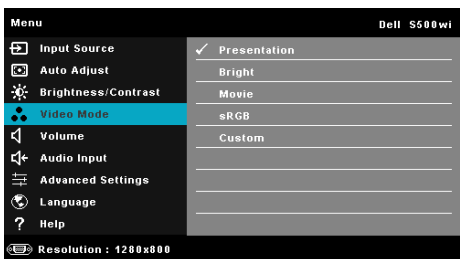 Menu Dell S500wi
Input Source
Auto Adjust
Brightness/Contrast
Video Mode
Volume
Audio Input
Advanced Settings
Language
? Help
Presentation
Bright
Movie
sRGB
Custom
Resolution : 1280x800